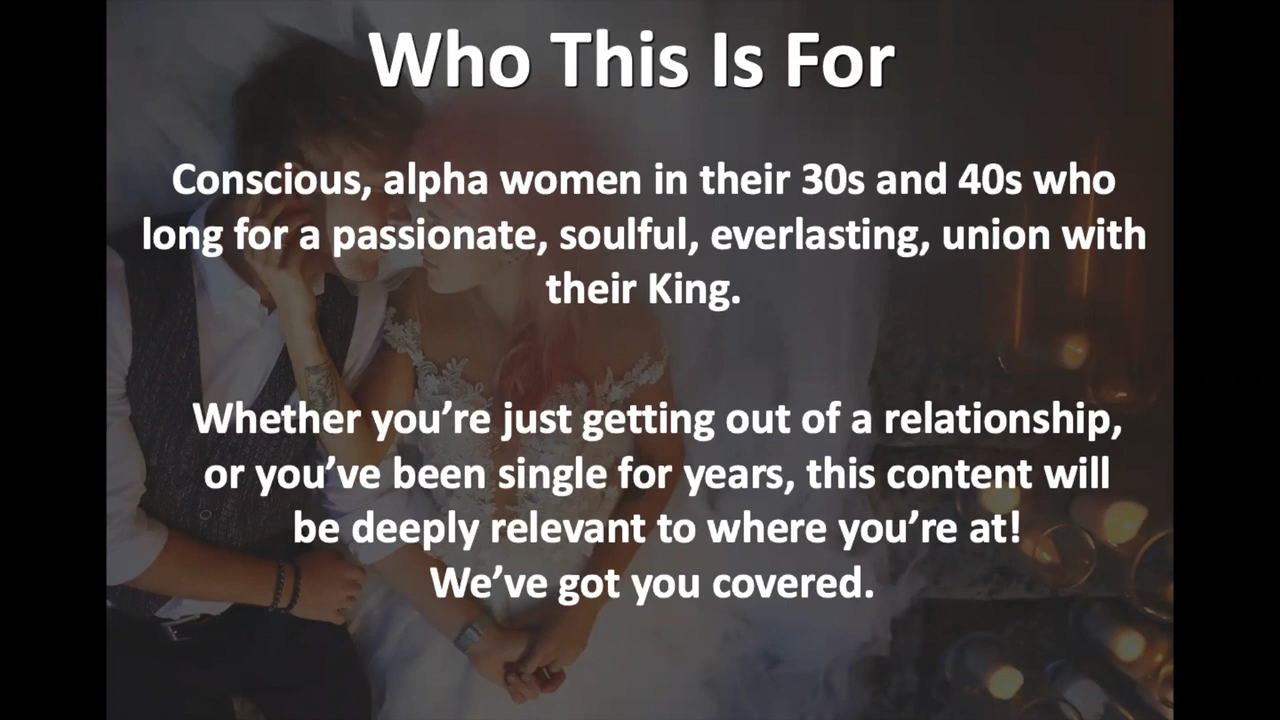 Who This Is For
Conscious, alpha women in their 30s and 40s who
long for a passionate, soulful, everlasting, union with
their King.
Whether you’re just getting out of a relationship,
or you’ve been single for years, this content will
be deeply relevant to where you’re at!
We’ve got you covered.